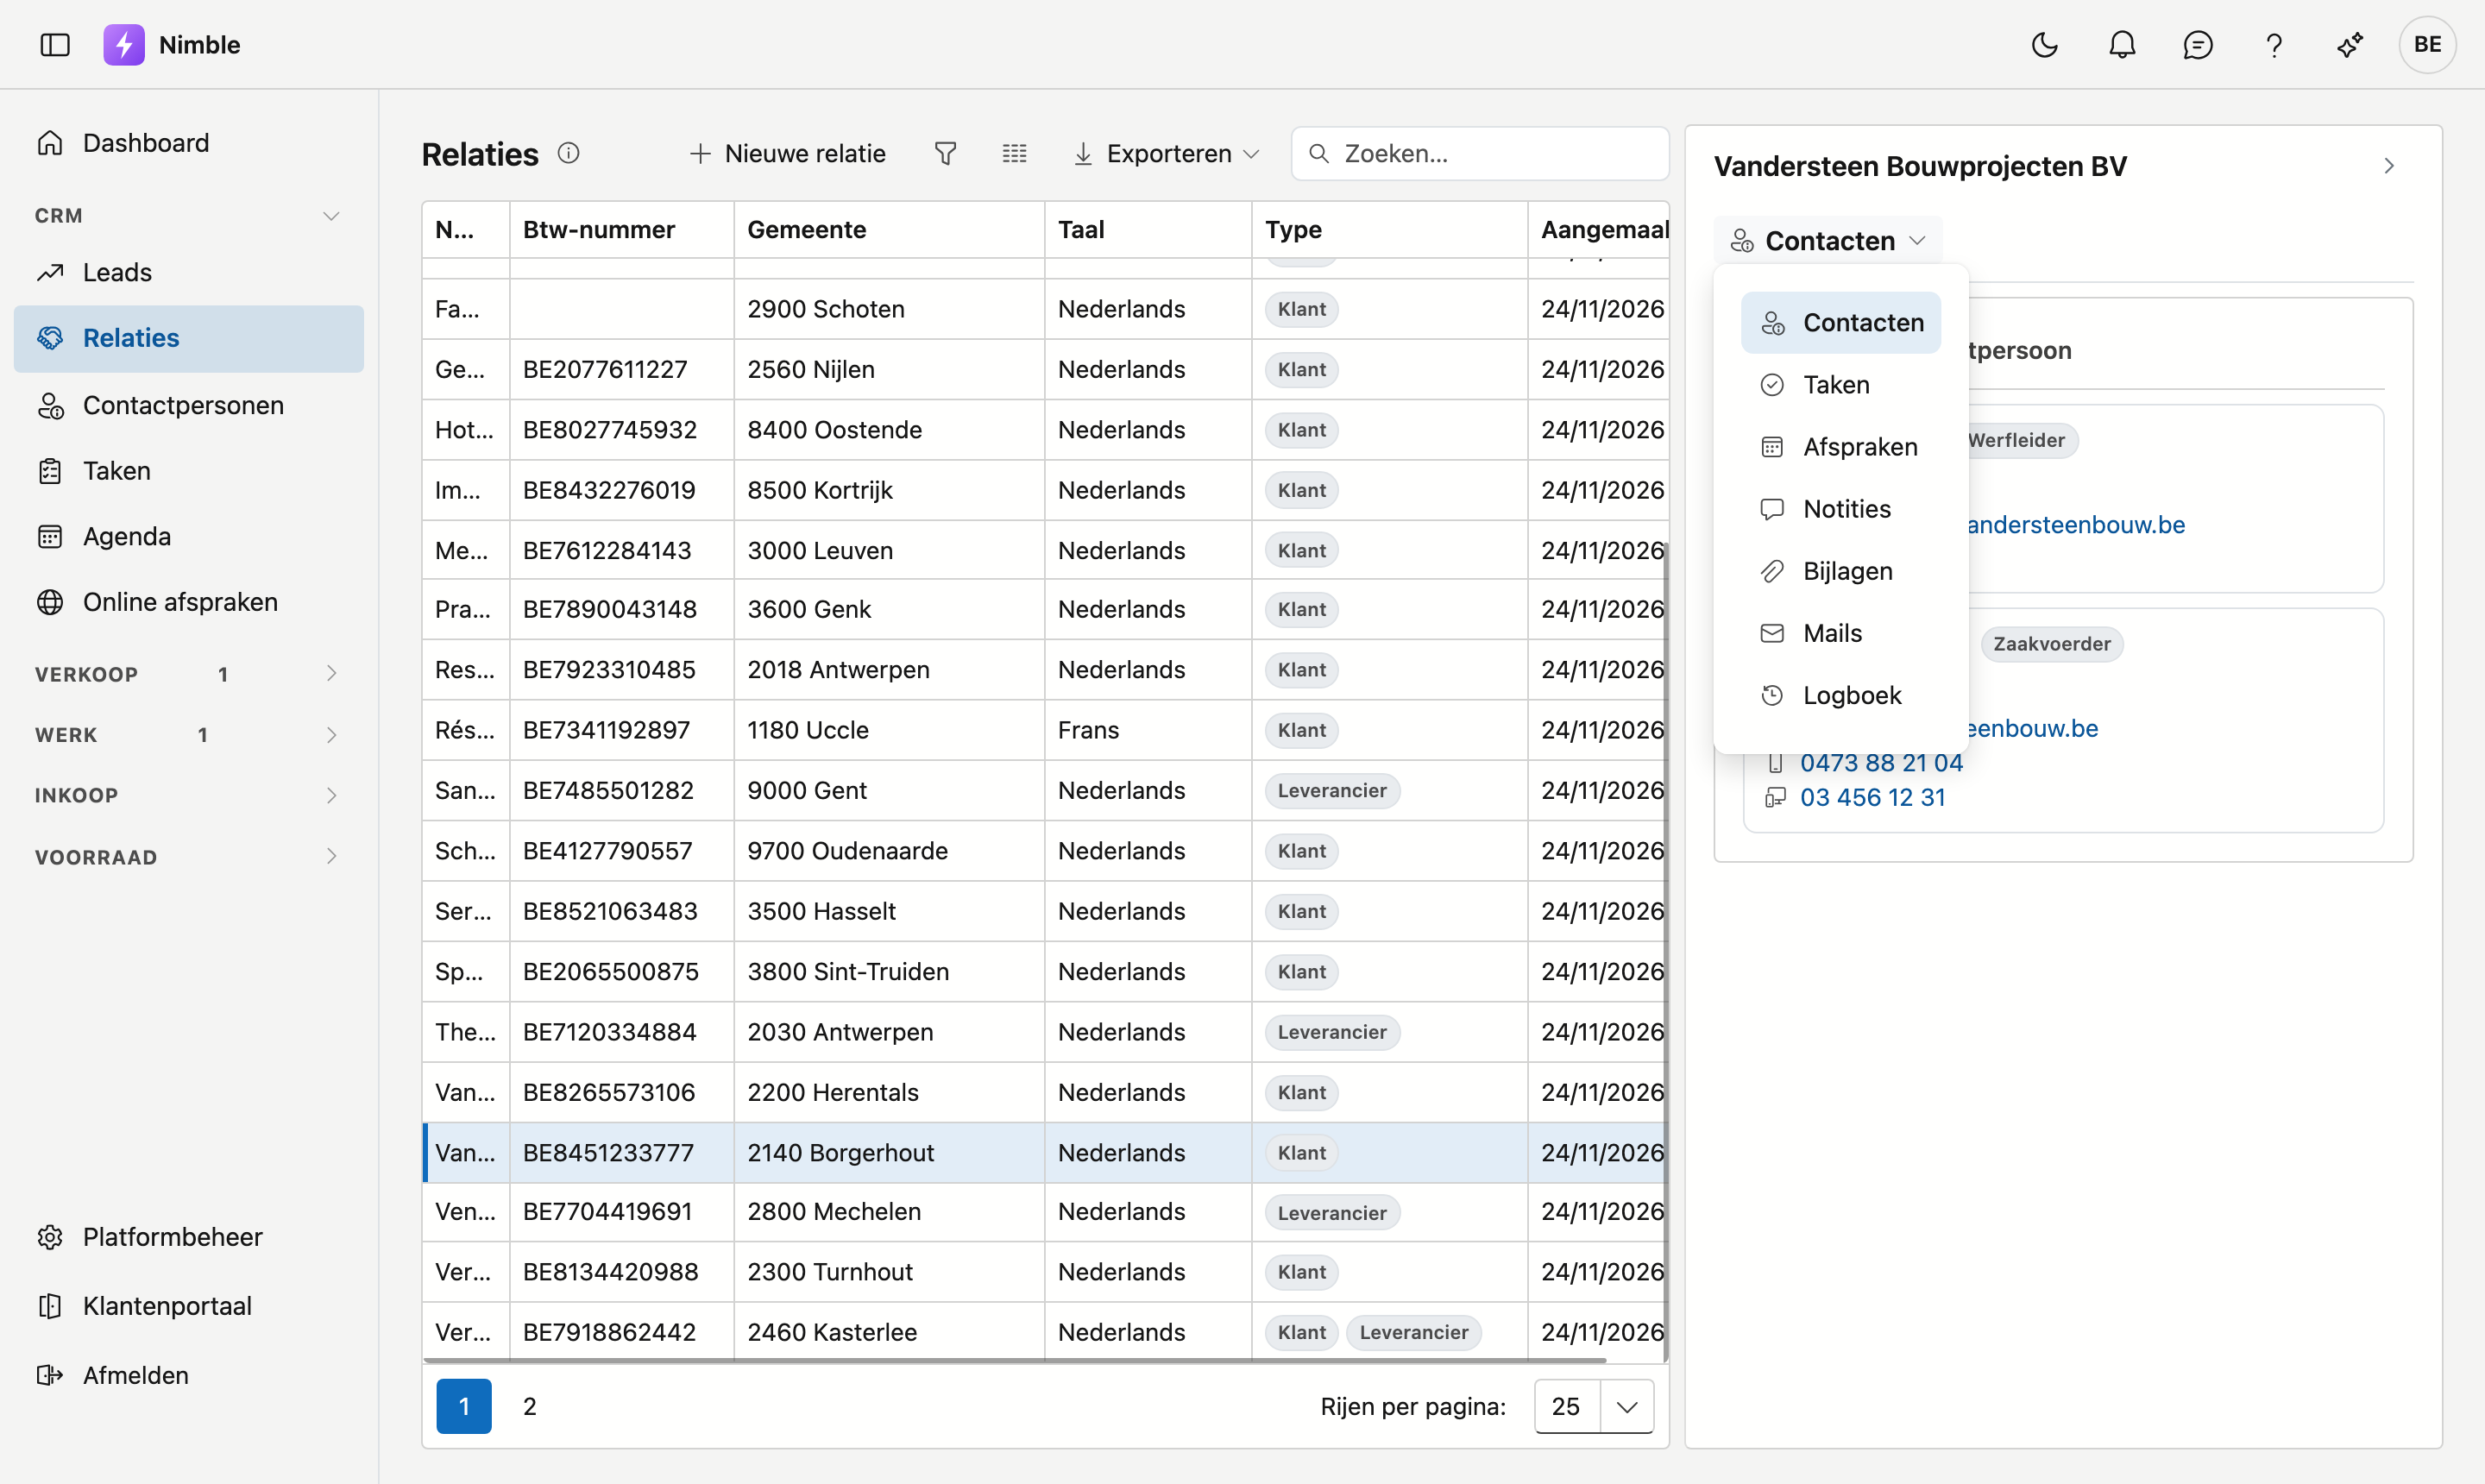 Nimble
BE
Dashboard
CRM
Leads
Relaties
Contactpersonen
Taken
Agenda
Online afspraken
VERKOOP 1
WERK 1
INKOOP
VOORRAAD
Platformbeheer
Klantenportaal
Afmelden
Relaties
Nieuwe relatie
Exporteren
Zoeken...
N... Btw-nummer Gemeente Taal Type Aangemaal
Fa... 2900 Schoten Nederlands Klant 24/11/2026
Ge... BE2077611227 2560 Nijlen Nederlands Klant 24/11/2026
Hot... BE8027745932 8400 Oostende Nederlands Klant 24/11/2026
Im... BE8432276019 8500 Kortrijk Nederlands Klant 24/11/2026
Me... BE7612284143 3000 Leuven Nederlands Klant 24/11/2026
Pra... BE7890043148 3600 Genk Nederlands Klant 24/11/2026
Res... BE7923310485 2018 Antwerpen Nederlands Klant 24/11/2026
Rés... BE7341192897 1180 Uccle Frans Klant 24/11/2026
San... BE7485501282 9000 Gent Nederlands Leverancier 24/11/2026
Sch... BE4127790557 9700 Oudenaarde Nederlands Klant 24/11/2026
Ser... BE8521063483 3500 Hasselt Nederlands Klant 24/11/2026
Sp... BE2065500875 3800 Sint-Truiden Nederlands Klant 24/11/2026
The... BE7120334884 2030 Antwerpen Nederlands Leverancier 24/11/2026
Van... BE8265573106 2200 Herentals Nederlands Klant 24/11/2026
Van... BE8451233777 2140 Borgerhout Nederlands Klant 24/11/2026
Ven... BE7704419691 2800 Mechelen Nederlands Leverancier 24/11/2026
Ver... BE8134420988 2300 Turnhout Nederlands Klant 24/11/2026
Ver... BE7918862442 2460 Kasterlee Nederlands Klant Leverancier 24/11/2026
1 2
Rijen per pagina: 25
Vandersteen Bouwprojecten BV
Contacten
Contacten
Taken
Afspraken
Notities
Bijlagen
Mails
Logboek
tpersoon
Werfleider
andersteenbouw.be
Zaakvoerder
eenbouw.be
0473 88 21 04
03 456 12 31